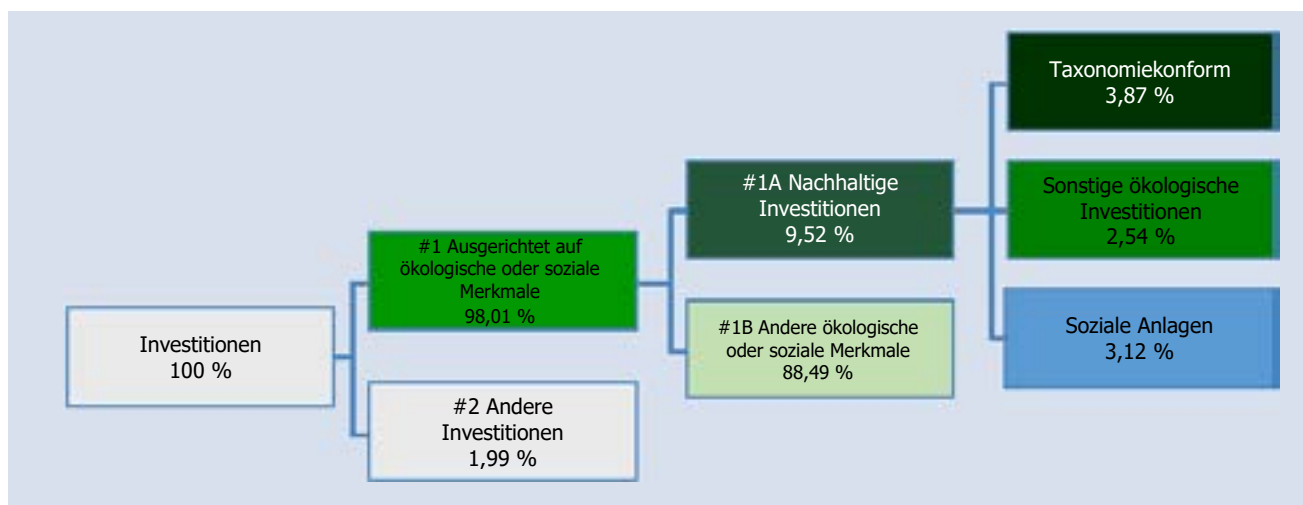 Investitionen
100 %
#1 Ausgerichtet auf
ökologische oder soziale
Merkmale
98,01 %
#2 Andere
Investitionen
1,99 %
#1A Nachhaltige
Investitionen
9,52 %
#1B Andere ökologische
oder soziale Merkmale
88,49 %
Taxonomiekonform
3,87 %
Sonstige ökologische
Investitionen
2,54 %
Soziale Anlagen
3,12 %